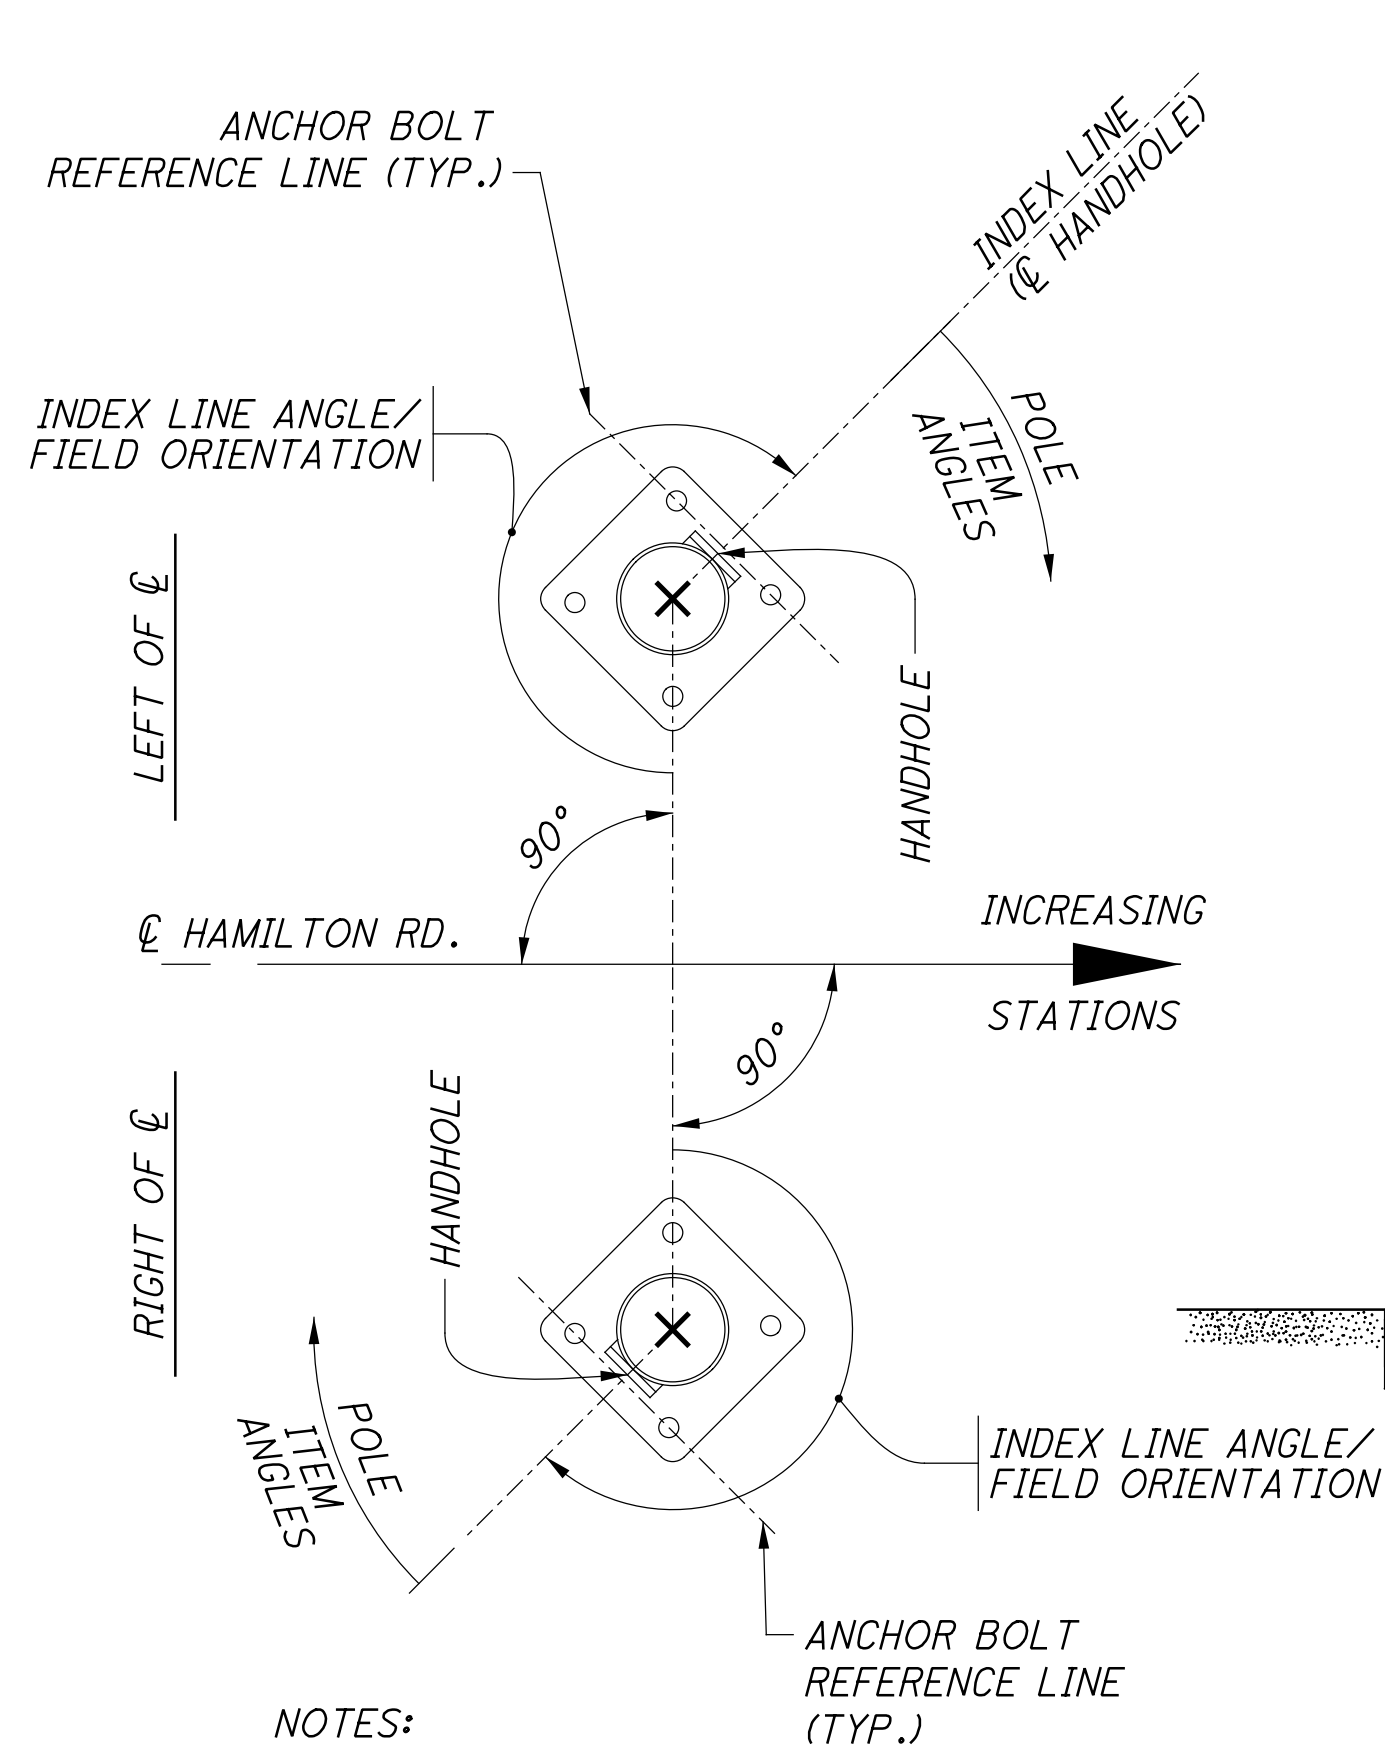 ANCHOR BOLT
REFERENCE LINE (TYP.)
INDEX LINE
(℄ HANDHOLE)
INDEX LINE ANGLE/
FIELD ORIENTATION
POLE
ITEM
ANGLES
LEFT OF ℄
HANDHOLE
90°
℄ HAMILTON RD.
INCREASING
STATIONS
90°
HANDHOLE
RIGHT OF ℄
POLE
ITEM
ANGLES
INDEX LINE ANGLE/
FIELD ORIENTATION
ANCHOR BOLT
REFERENCE LINE
(TYP.)
NOTES: